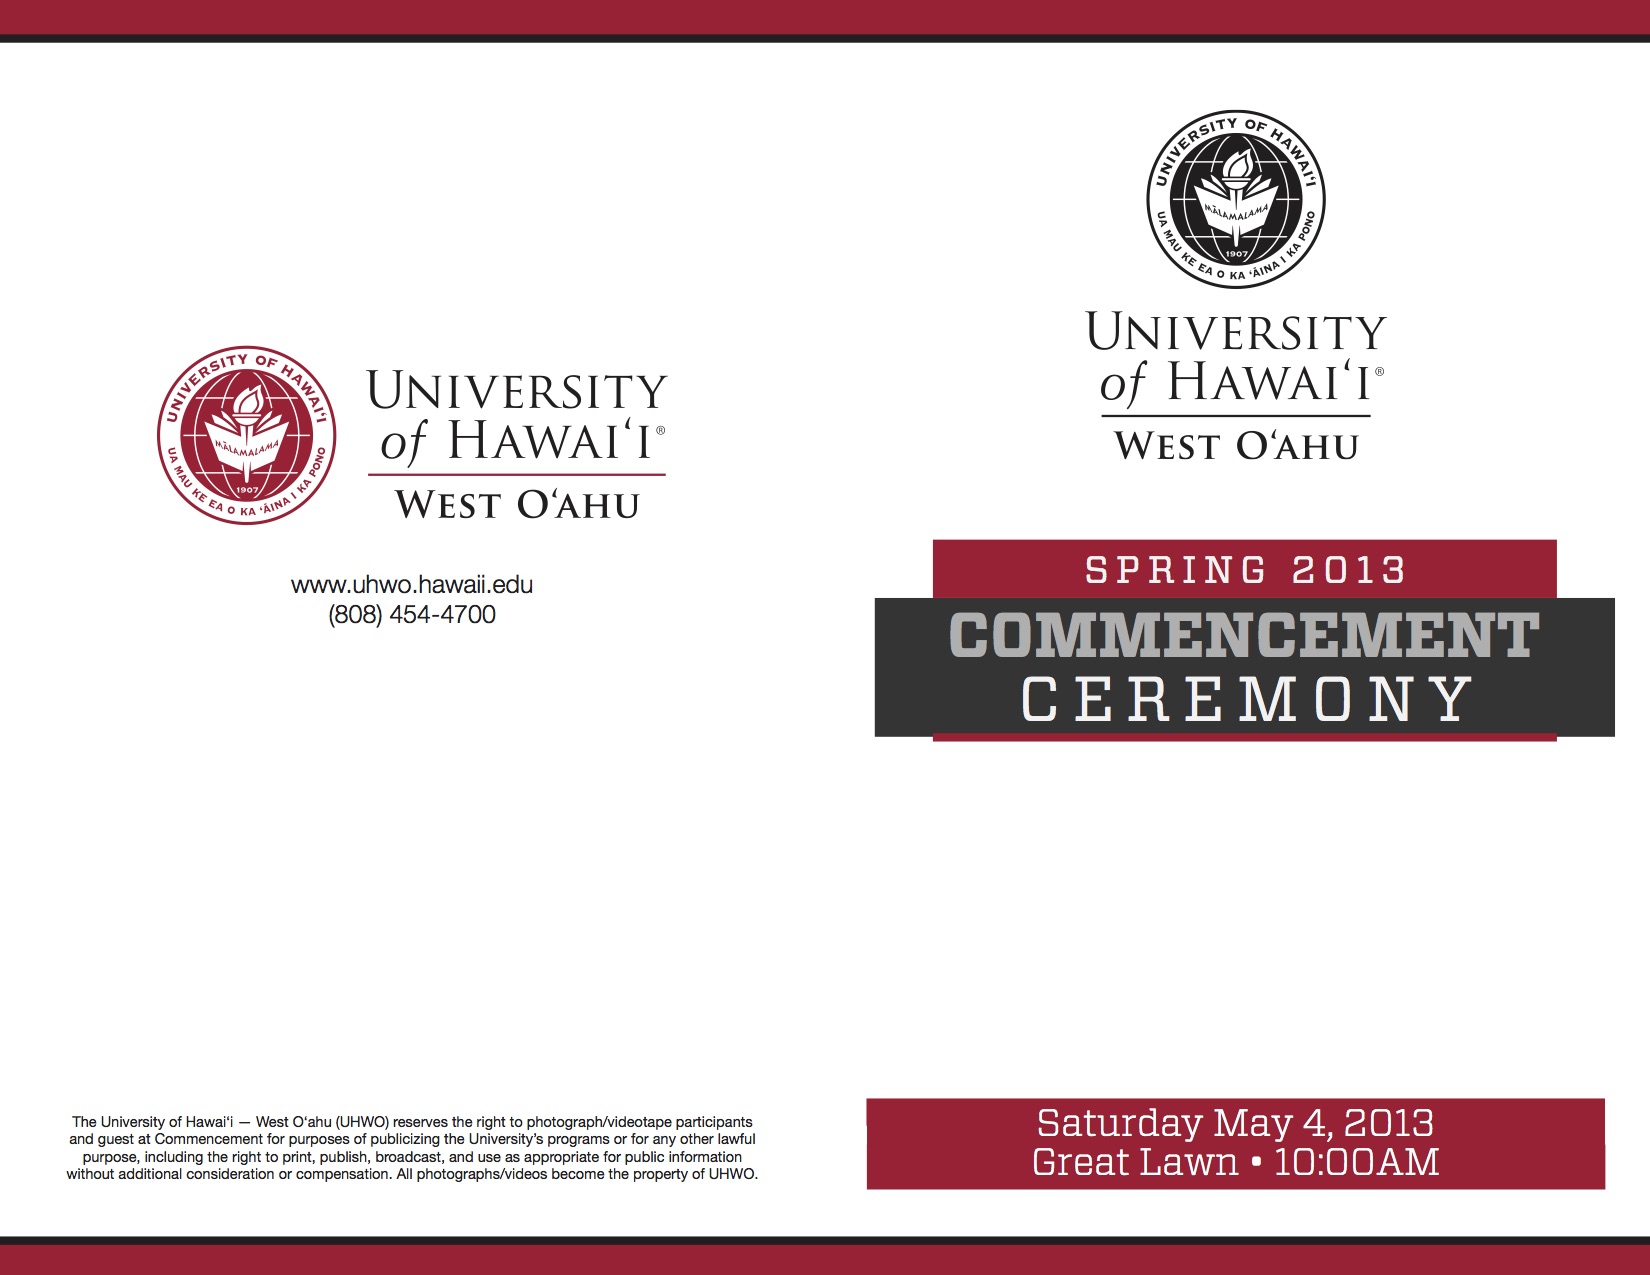 UNIVERSITY OF HAWAI‘I
MĀLAMALAMA
1907
UA MAU KE EA O KA ‘ĀINA I KA PONO
UNIVERSITY
of HAWAI‘I®
WEST O‘AHU
www.uhwo.hawaii.edu
(808) 454-4700
The University of Hawai‘i — West O‘ahu (UHWO) reserves the right to photograph/videotape participants
and guest at Commencement for purposes of publicizing the University’s programs or for any other lawful
purpose, including the right to print, publish, broadcast, and use as appropriate for public information
without additional consideration or compensation. All photographs/videos become the property of UHWO.
UNIVERSITY OF HAWAI‘I
MĀLAMALAMA
1907
UA MAU KE EA O KA ‘ĀINA I KA PONO
UNIVERSITY
of HAWAI‘I®
WEST O‘AHU
SPRING 2013
COMMENCEMENT
CEREMONY
Saturday May 4, 2013
Great Lawn • 10:00AM